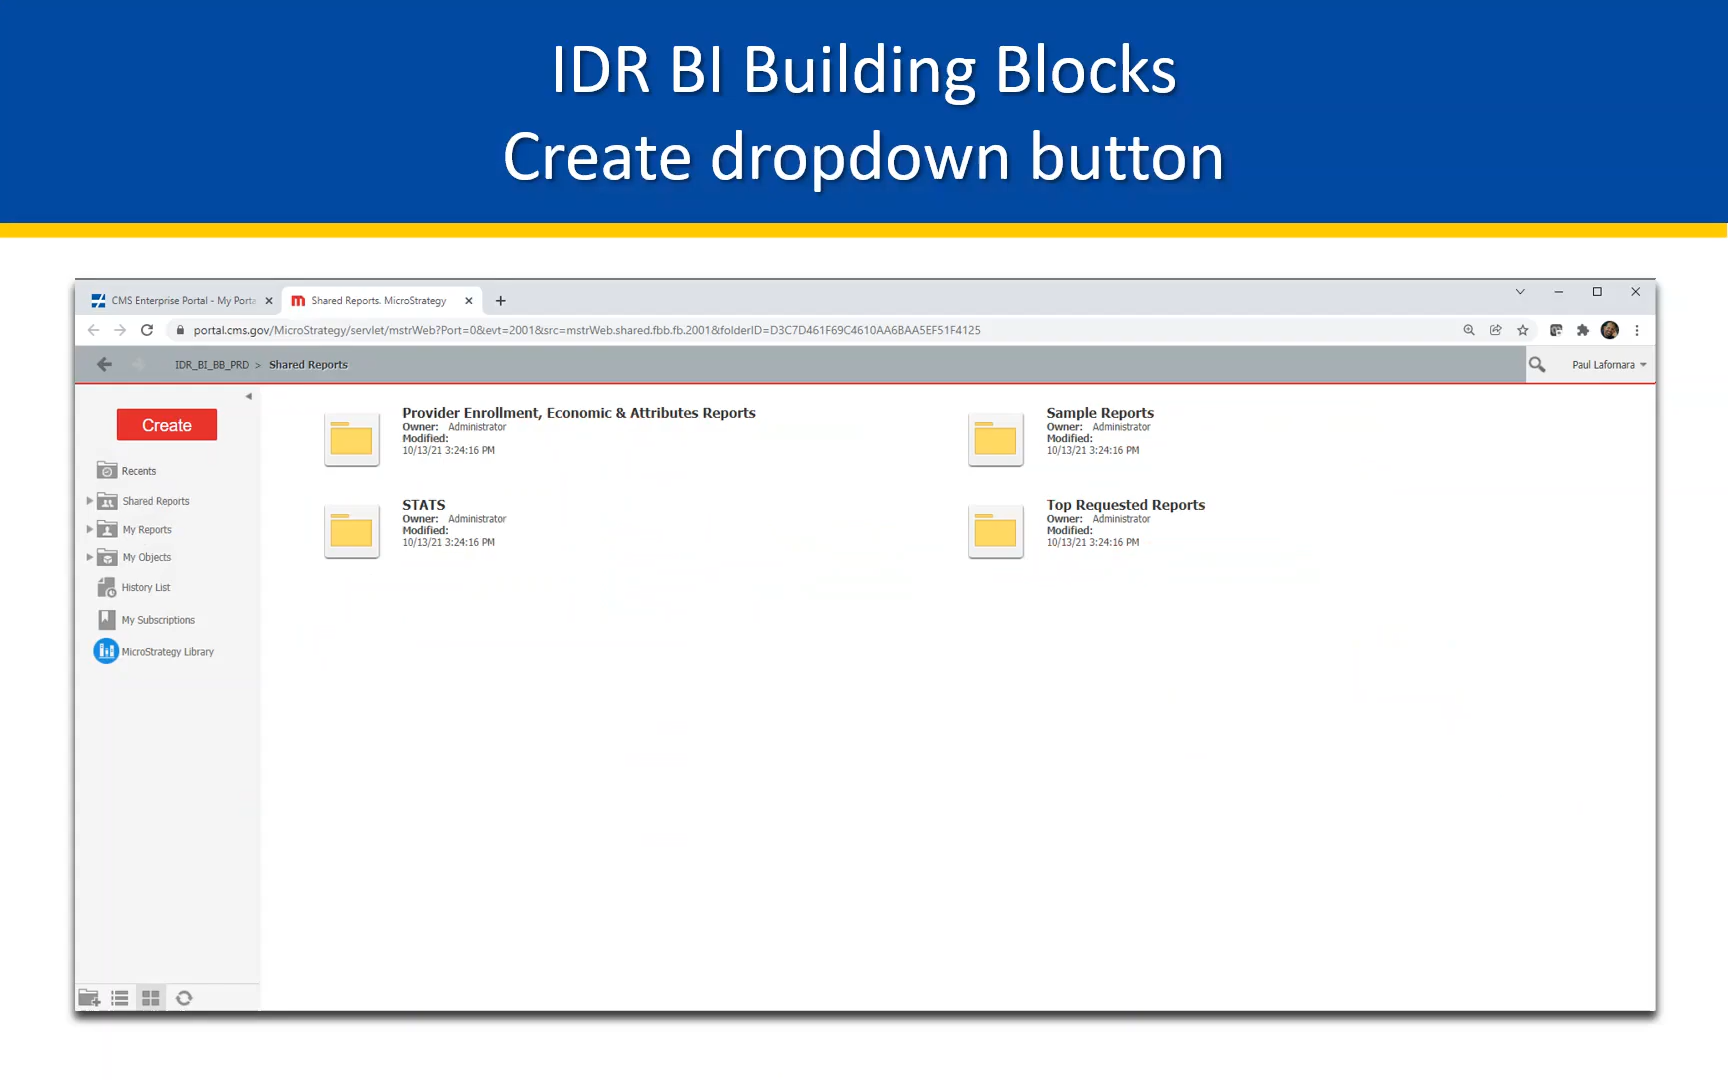 IDR BI Building Blocks
Create dropdown button
CMS Enterprise Portal - My Porta
Shared Reports. MicroStrategy
portal.cms.gov/MicroStrategy/servlet/mstrWeb?Port=0&evt=2001&src=mstrWeb.shared.fbb.fb.2001&folderID=D3C7D461F69C4610AA6BAA5EF51F4125
IDR_BI_BB_PRD > Shared Reports
Paul Lafornara
Create
Recents
Shared Reports
My Reports
My Objects
History List
My Subscriptions
MicroStrategy Library
Provider Enrollment, Economic & Attributes Reports
Owner: Administrator
Modified:
10/13/21 3:24:16 PM
Sample Reports
Owner: Administrator
Modified:
10/13/21 3:24:16 PM
STATS
Owner: Administrator
Modified:
10/13/21 3:24:16 PM
Top Requested Reports
Owner: Administrator
Modified:
10/13/21 3:24:16 PM